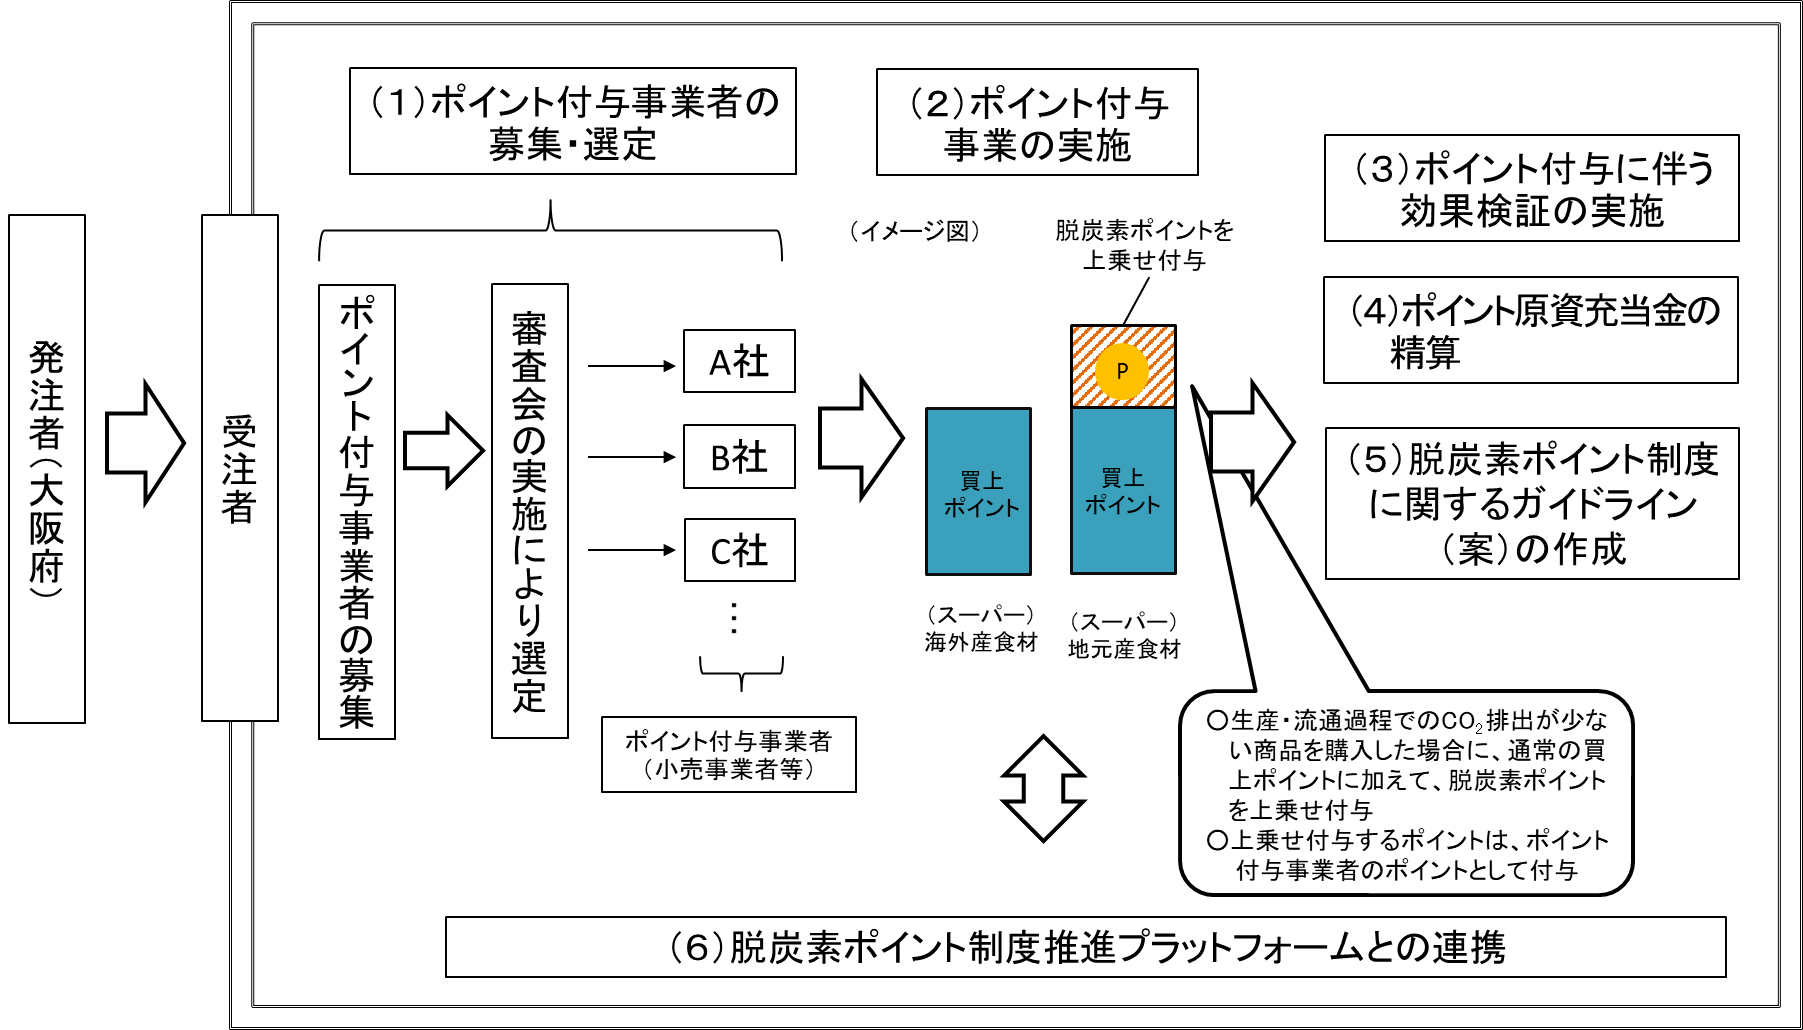 発注者（大阪府）
受注者
（１）ポイント付与事業者の
募集・選定
ポイント付与事業者の募集
審査会の実施により選定
A社
B社
C社
…
ポイント付与事業者
（小売事業者等）
（２）ポイント付与
事業の実施
（イメージ図）
脱炭素ポイントを
上乗せ付与
P
買上
ポイント
買上
ポイント
（スーパー）
海外産食材
（スーパー）
地元産食材
（３）ポイント付与に伴う
効果検証の実施
（4）ポイント原資充当金の
精算
（５）脱炭素ポイント制度
に関するガイドライン
（案）の作成
〇生産・流通過程でのCO₂排出が少な
い商品を購入した場合に、通常の買
上ポイントに加えて、脱炭素ポイント
を上乗せ付与
〇上乗せ付与するポイントは、ポイント
付与事業者のポイントとして付与
（６）脱炭素ポイント制度推進プラットフォームとの連携